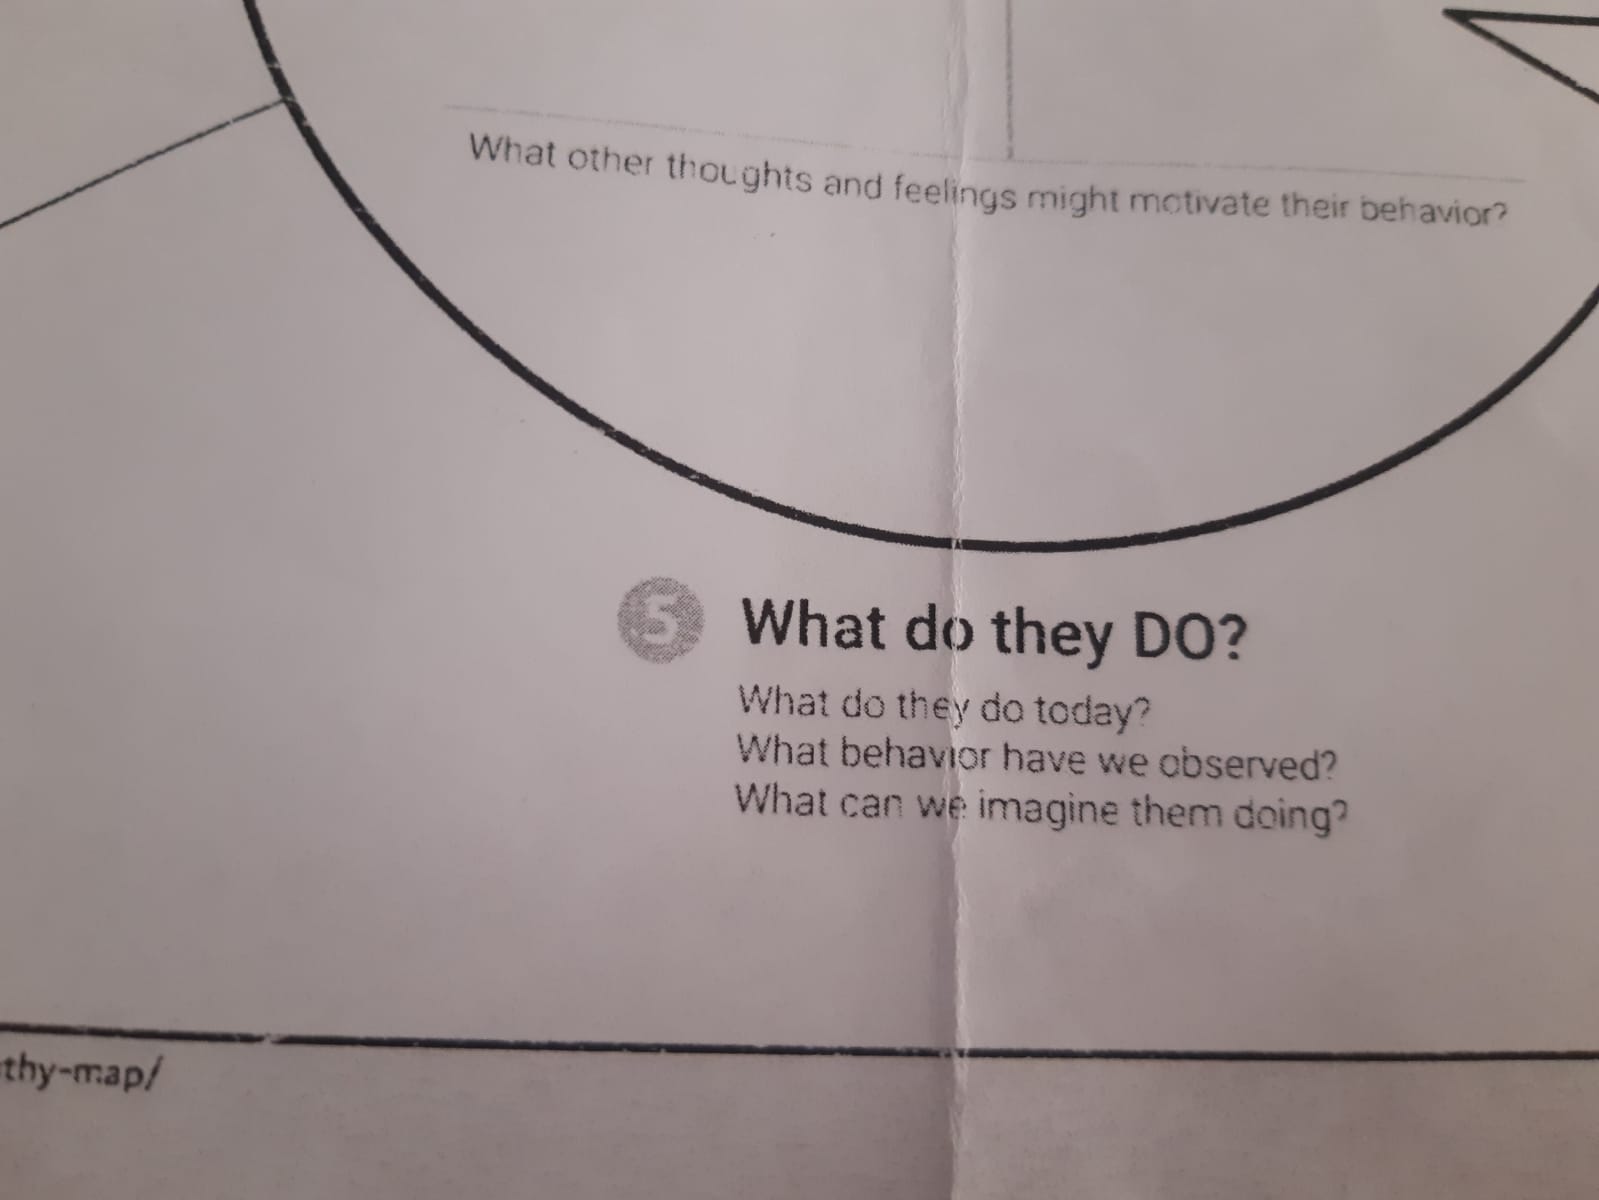 What other thoughts and feelings might motivate their behavior?
5 What do they DO?
What do they do today?
What behavior have we observed?
What can we imagine them doing?
thy-map/